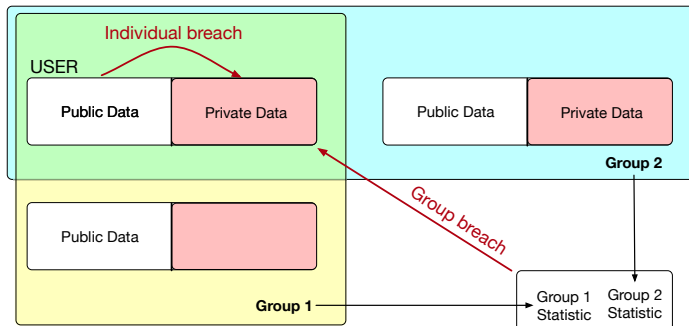 Individual breach
USER
Public Data
Private Data
Public Data
Private Data
Group 2
Group breach
Public Data
Group 1
Group 1
Statistic
Group 2
Statistic